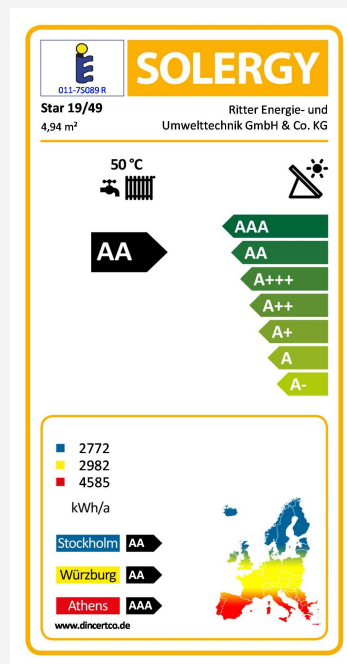 SOLERGY
011-7S089 R
Star 19/49
4,94 m²
Ritter Energie- und
Umwelttechnik GmbH & Co. KG
50 °C
AA
AAA
AA
A+++
A++
A+
A
A-
2772
2982
4585
kWh/a
Stockholm AA
Würzburg AA
Athens AAA
www.dincertco.de